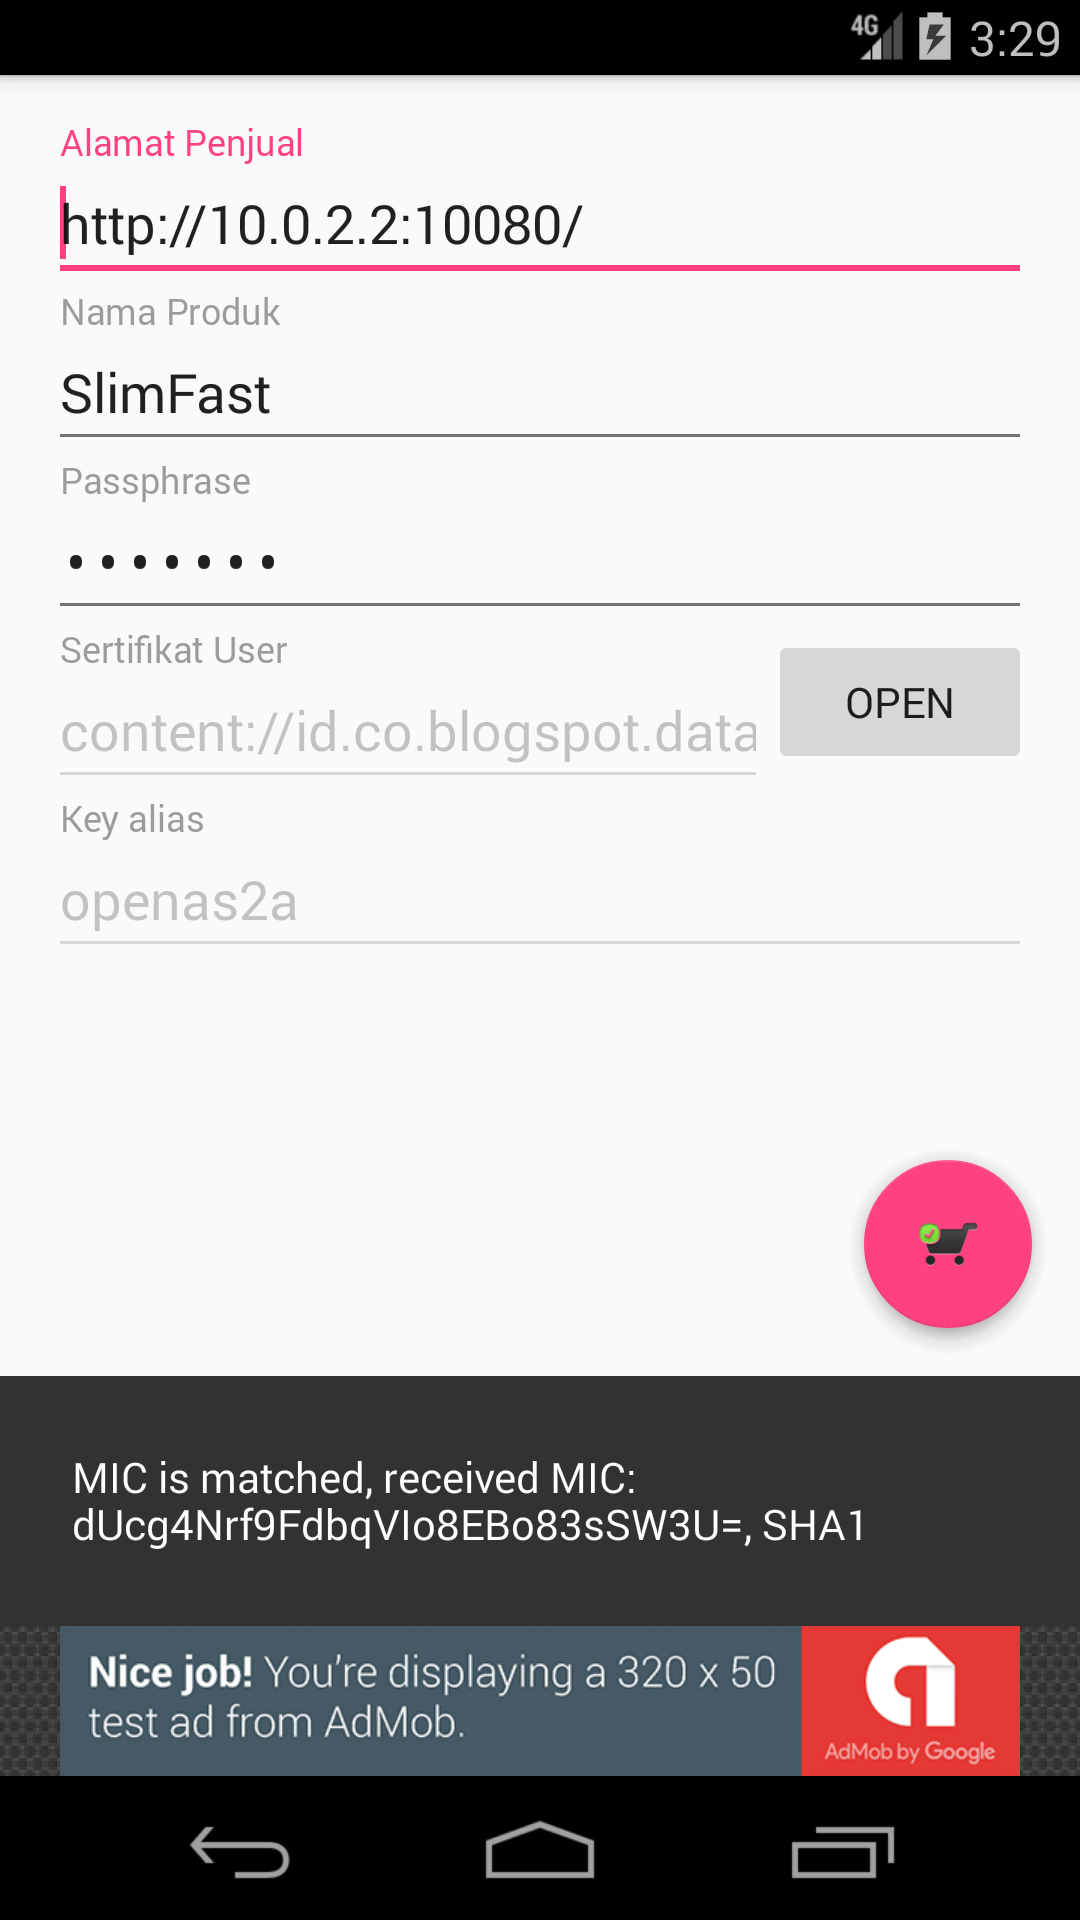 4G 3:29
Alamat Penjual
http://10.0.2.2:10080/
Nama Produk
SlimFast
Passphrase
•••••••
Sertifikat User
content://id.co.blogspot.data
OPEN
Key alias
openas2a
MIC is matched, received MIC:
dUcg4Nrf9FdbqVIo8EBo83sSW3U=, SHA1
Nice job! You're displaying a 320 x 50
test ad from AdMob.
AdMob by Google